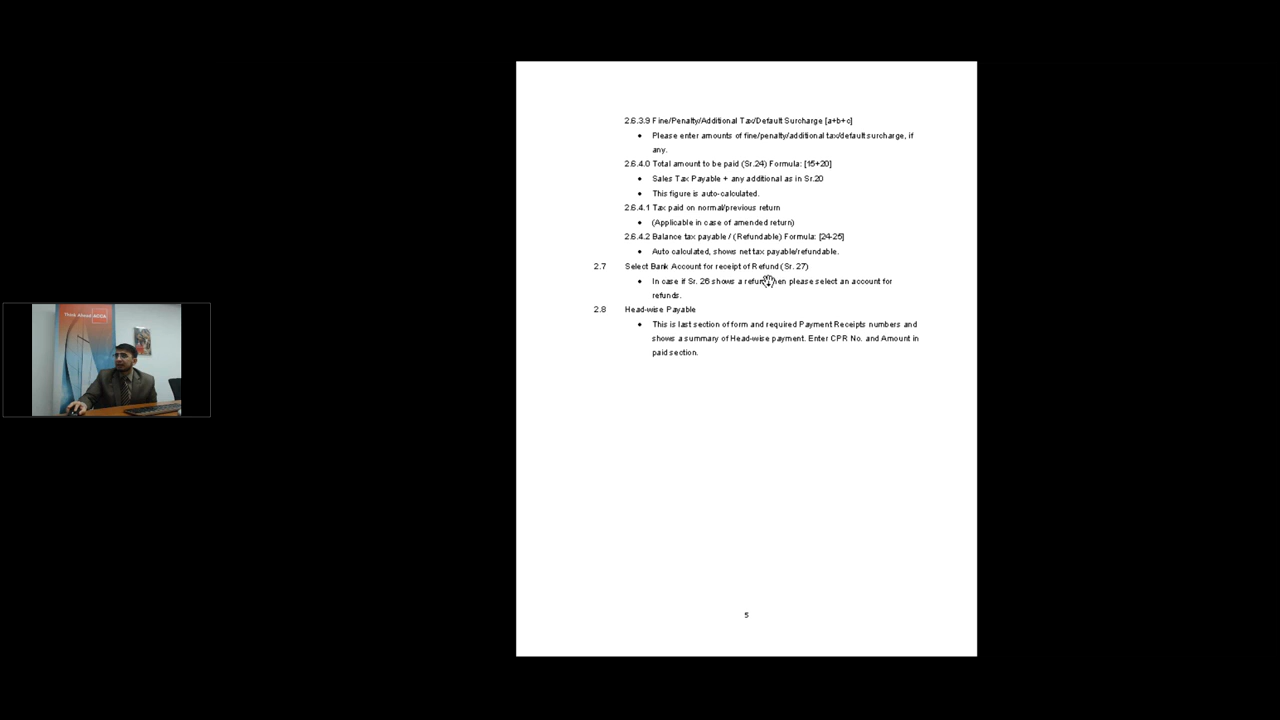 2.6.3.9 Fine/Penalty/Additional Tax/Default Surcharge [a+b+c]
• Please enter amounts of fine/penalty/additional tax/default surcharge, if
any.
2.6.4.0 Total amount to be paid (Sr.24) Formula: [15+20]
• Sales Tax Payable + any additional as in Sr.20
• This figure is auto-calculated.
2.6.4.1 Tax paid on normal/previous return
• (Applicable in case of amended return)
2.6.4.2 Balance tax payable / (Refundable) Formula: [24-25]
• Auto calculated, shows net tax payable/refundable.
2.7 Select Bank Account for receipt of Refund (Sr. 27)
• In case if Sr. 26 shows a refund then please select an account for
refunds.
2.8 Head-wise Payable
• This is last section of form and required Payment Receipts numbers and
shows a summary of Head-wise payment. Enter CPR No. and Amount in
paid section.
5
Think Ahead ACCA